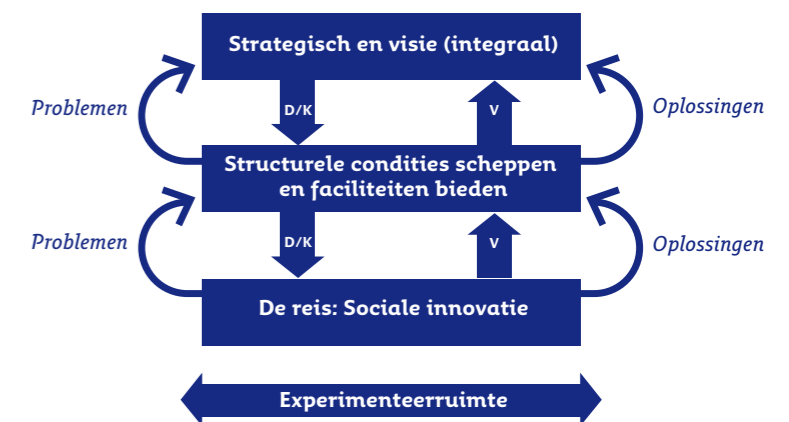 Strategisch en visie (integraal)
Problemen
D/K
V
Oplossingen
Structurele condities scheppen
en faciliteiten bieden
Problemen
D/K
V
Oplossingen
De reis: Sociale innovatie
Experimenteerruimte